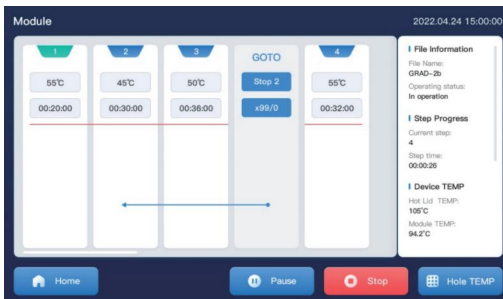 Module
2022.04.24 15:00:00
1
2
3
GOTO
4
55℃
45℃
50℃
Stop 2
55℃
00:20:00
00:30:00
00:36:00
x99/0
00:32:00
File Information
File Name:
GRAD-2b
Operating status:
In operation
Step Progress
Current step:
4
Step time:
00:00:26
Device TEMP
Hot Lid TEMP:
105℃
Module TEMP:
94.2℃
Home
Pause
Stop
Hole TEMP